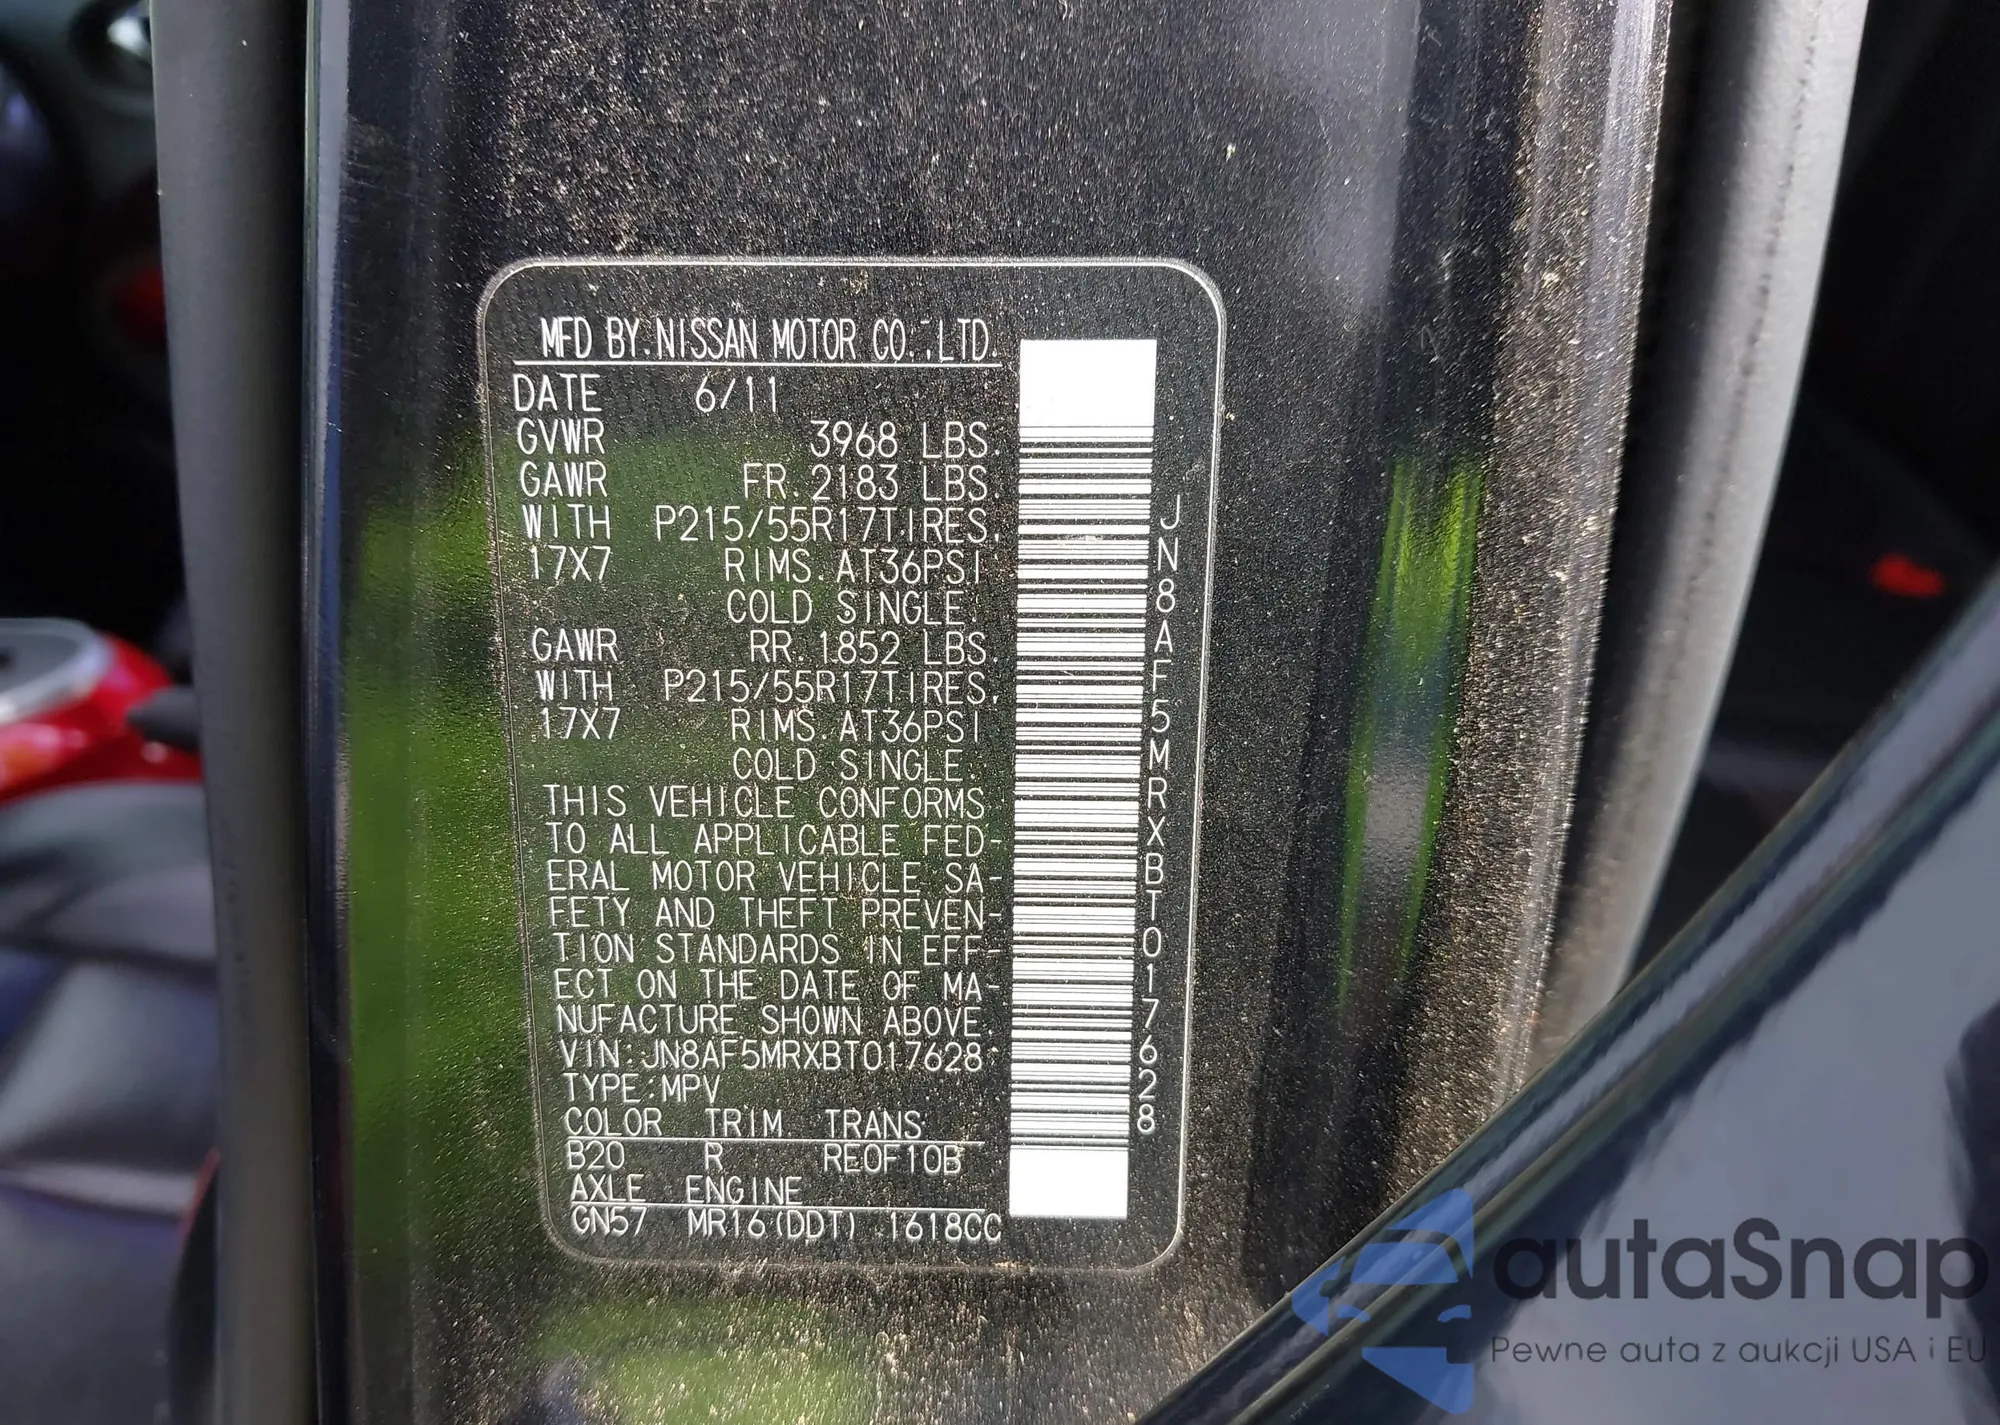 MFD BY.NISSAN MOTOR CO.,LTD.
DATE 6/11
GVWR 3968 LBS.
GAWR FR. 2183 LBS.
WITH P215/55R17TIRES,
17X7 RIMS. AT36PSI
COLD SINGLE.
GAWR RR. 1852 LBS.
WITH P215/55R17TIRES,
17X7 RIMS. AT36PSI
COLD SINGLE.
THIS VEHICLE CONFORMS
TO ALL APPLICABLE FED-
ERAL MOTOR VEHICLE SA-
FETY AND THEFT PREVEN-
TION STANDARDS IN EFF-
ECT ON THE DATE OF MA-
NUFACTURE SHOWN ABOVE.
VIN:JN8AF5MRXBT017628
TYPE:MPV
COLOR TRIM TRANS
B20 R RE0F10B
AXLE ENGINE
GN57 MR16(DDT) 1618CC
JN8AF5MRXBT017628
autaSnap
Pewne auta z aukcji USA i EU